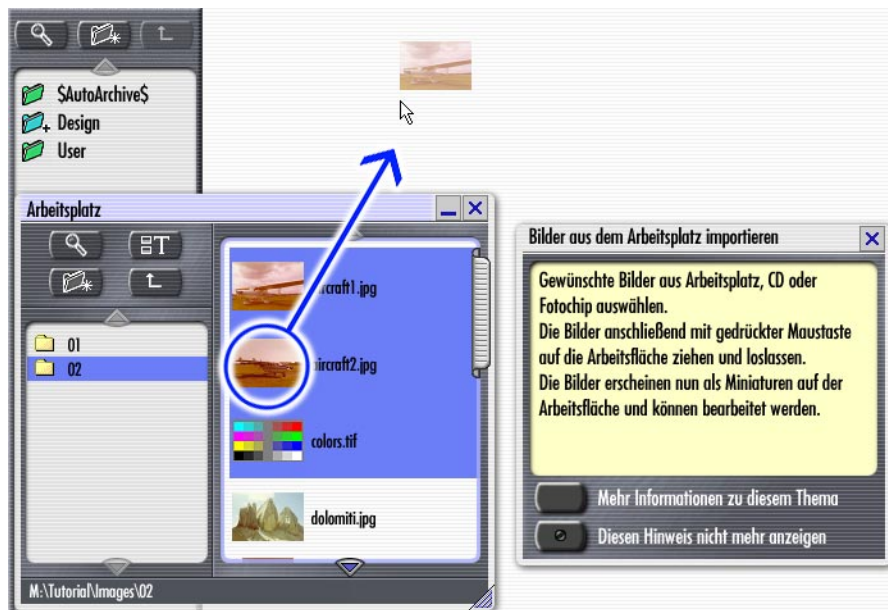 $AutoArchive$
Design
User
Arbeitsplatz
T
01
02
aircraft1.jpg
aircraft2.jpg
colors.tif
dolomiti.jpg
M:\Tutorial\Images\02
Bilder aus dem Arbeitsplatz importieren
Gewünschte Bilder aus Arbeitsplatz, CD oder
Fotochip auswählen.
Die Bilder anschließend mit gedrückter Maustaste
auf die Arbeitsfläche ziehen und loslassen.
Die Bilder erscheinen nun als Miniaturen auf der
Arbeitsfläche und können bearbeitet werden.
Mehr Informationen zu diesem Thema
Diesen Hinweis nicht mehr anzeigen